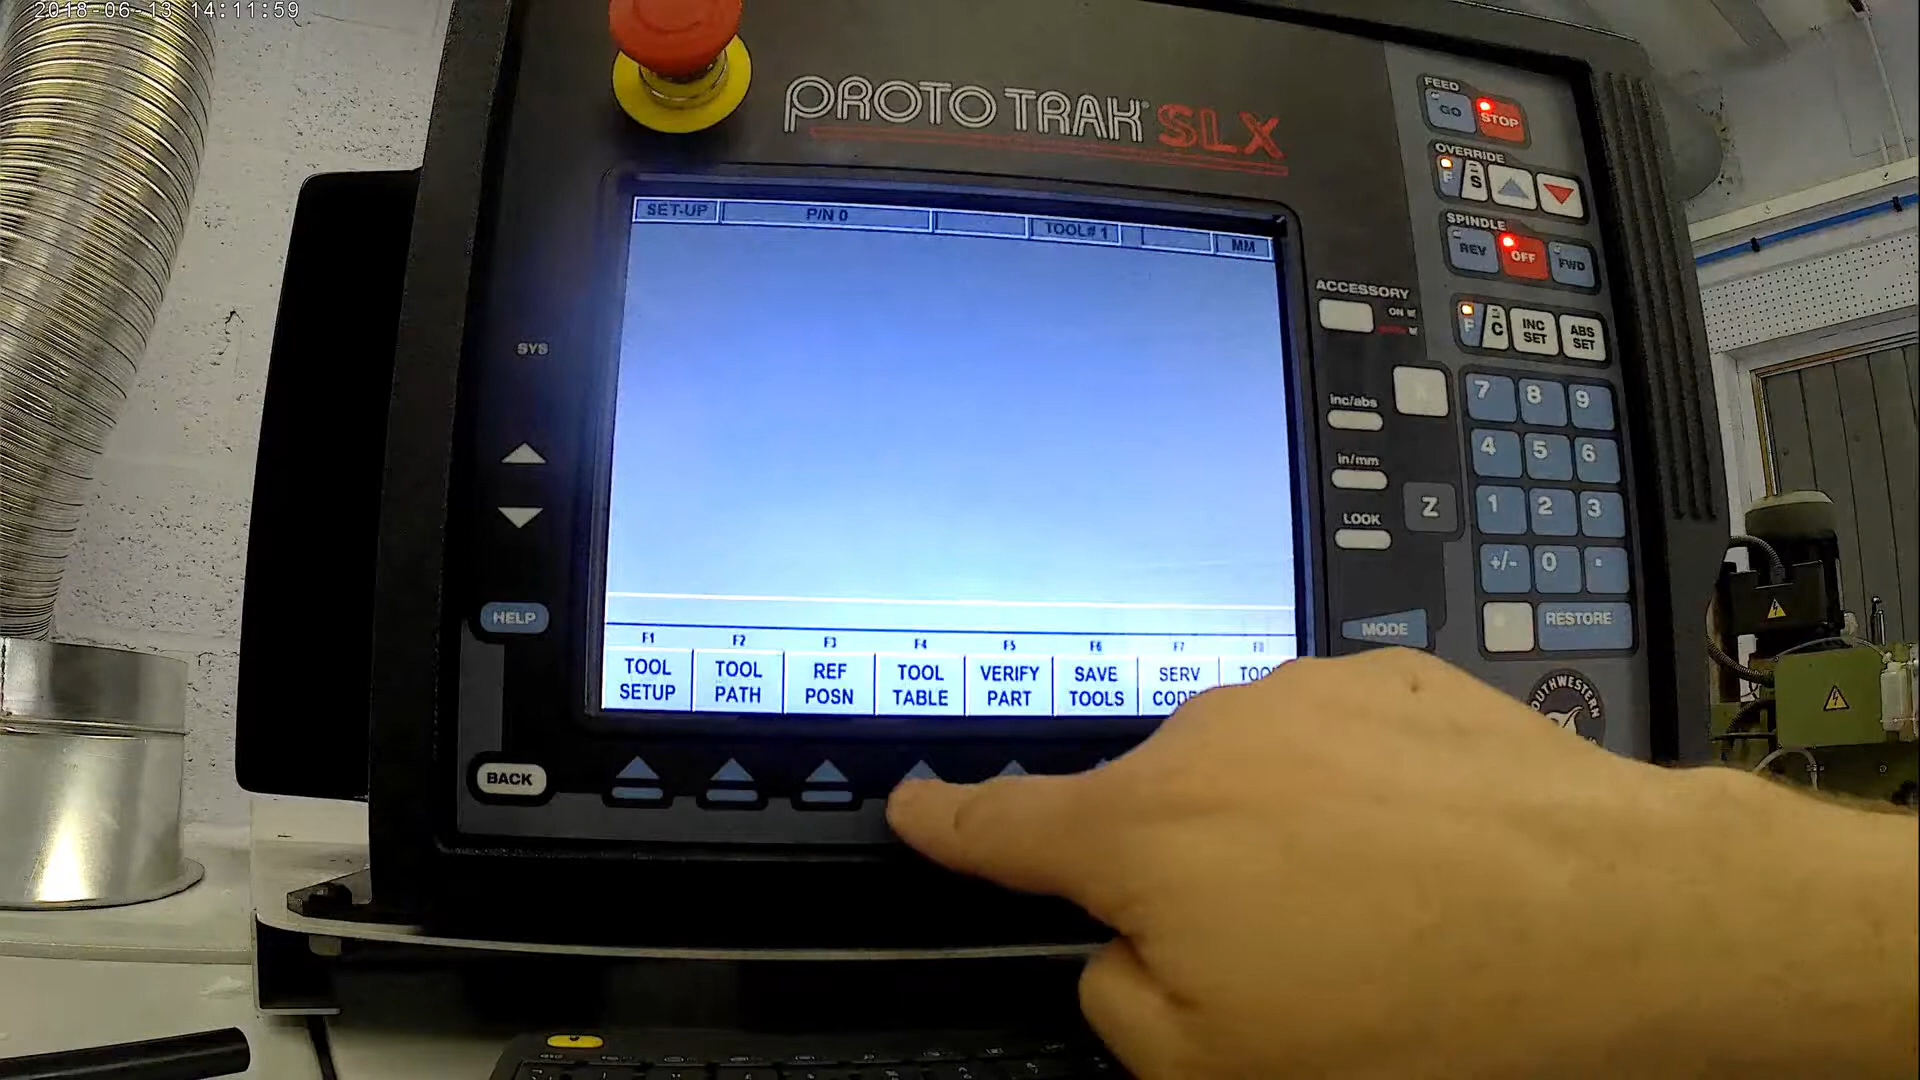 2018-06-13 14:11:59
PROTO TRAK SLX
FEED
GO STOP
OVERRIDE
F/S
SPINDLE
REV OFF FWD
SET-UP P/N 0 TOOL# 1 MM
ACCESSORY
ON
F/C INC SET ABS SET
SYS
inc/abs
in/mm
LOOK
Z
7 8 9
4 5 6
1 2 3
+/- 0 .
RESTORE
MODE
HELP
F1 F2 F3 F4 F5 F6 F7 F8
TOOL SETUP
TOOL PATH
REF POSN
TOOL TABLE
VERIFY PART
SAVE TOOLS
SERV
BACK